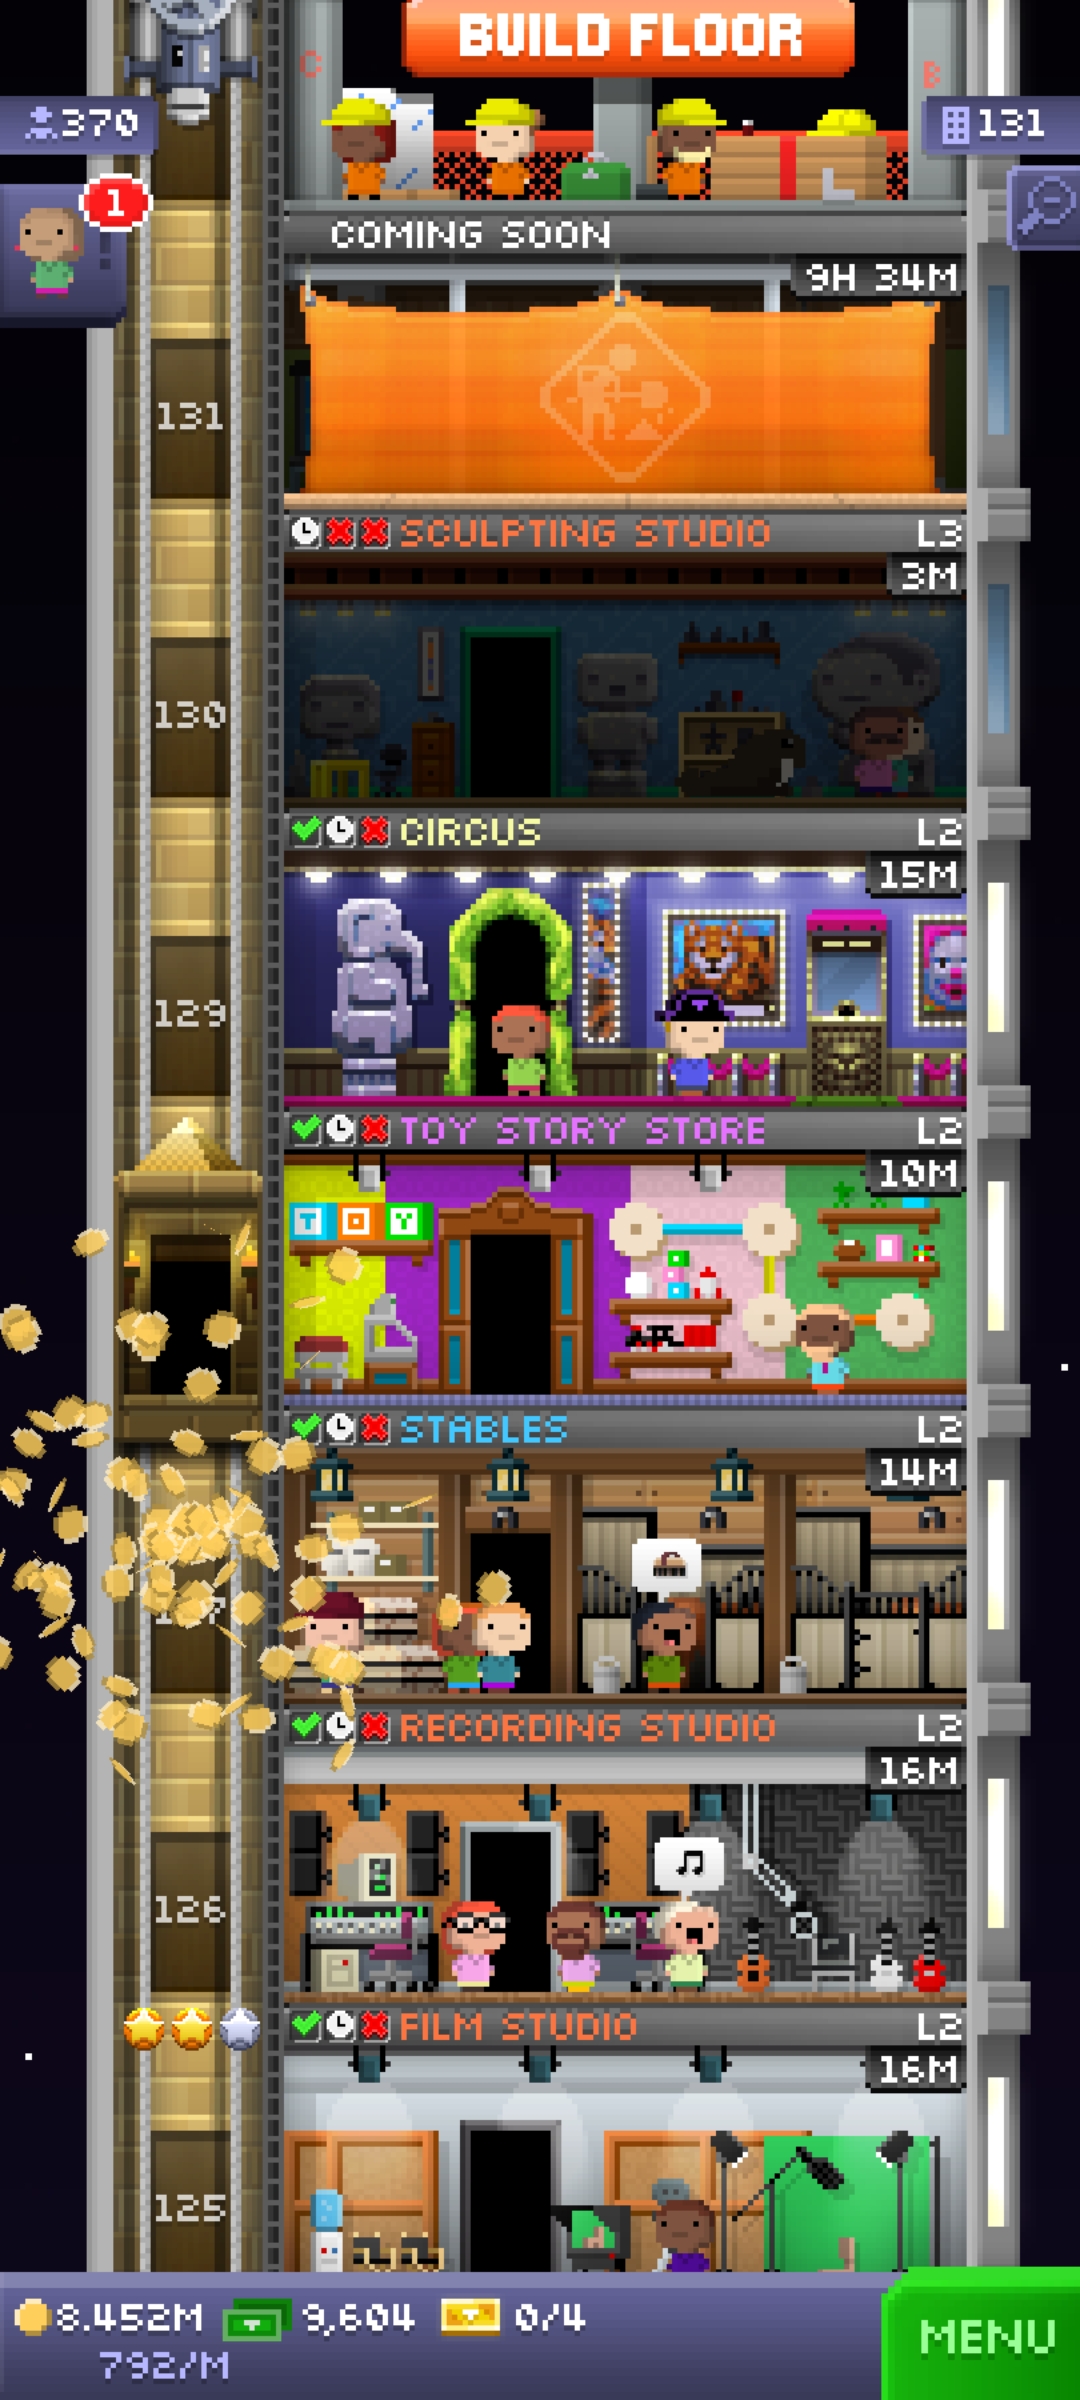 BUILD FLOOR
C
B
370
131
1
COMING SOON
9H 34M
131
SCULPTING STUDIO
L3
3M
130
CIRCUS
L2
15M
129
TOY STORY STORE
L2
10M
TOY
STABLES
L2
14M
RECORDING STUDIO
L2
16M
126
FILM STUDIO
L2
16M
125
8.452M
9,604
0/4
792/M
MENU